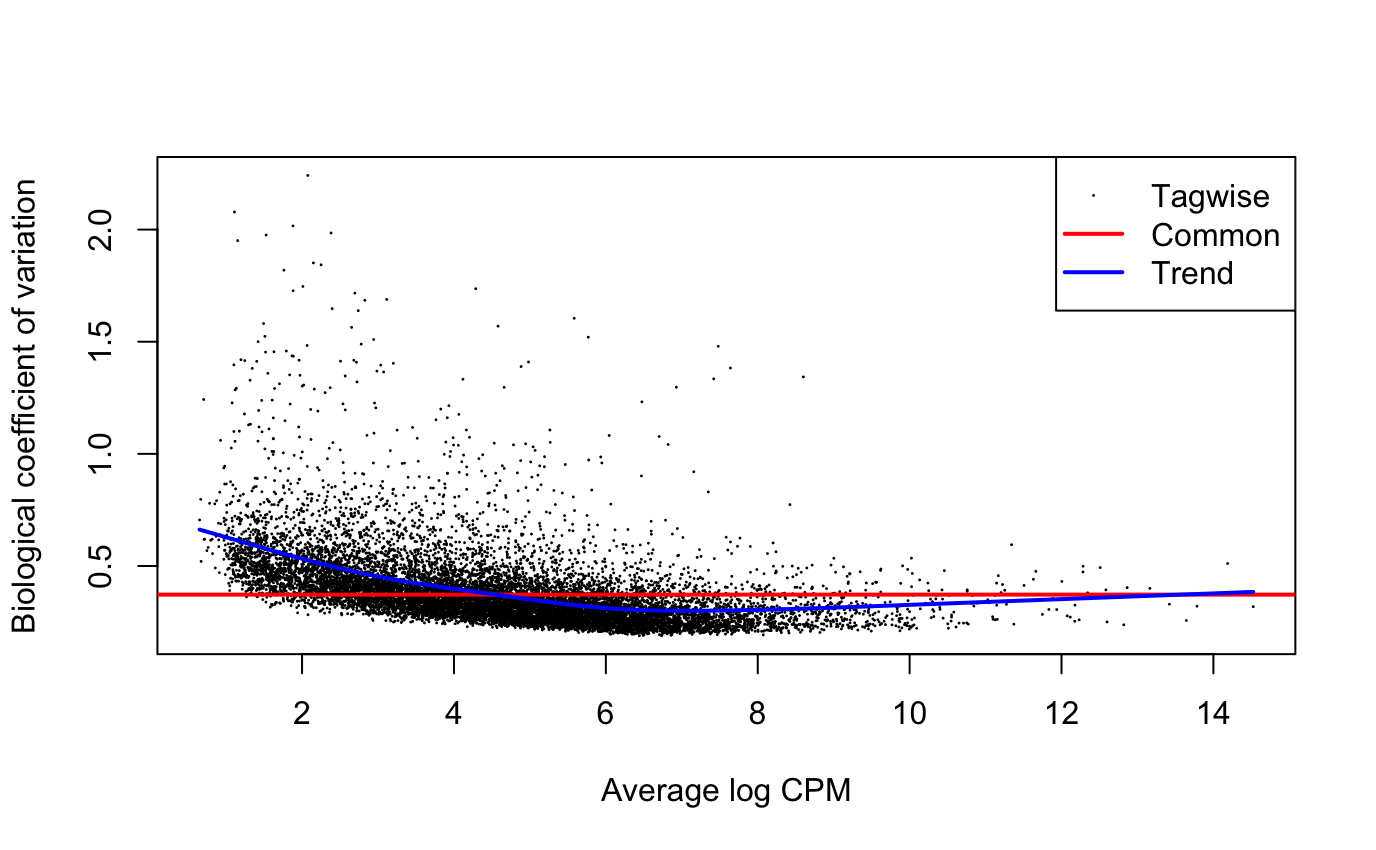 Tagwise
Common
Trend
Biological coefficient of variation
2.0
1.5
1.0
0.5
2 4 6 8 10 12 14
Average log CPM